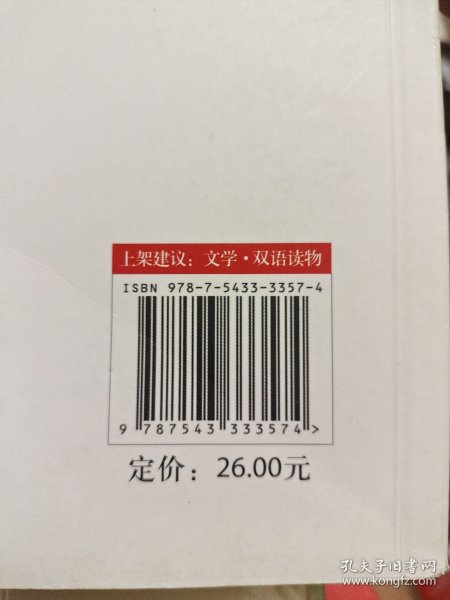 上架建议：文学·双语读物
ISBN 978-7-5433-3357-4
9 787543 333574 >
定价：26.00元
孔夫子旧书网
www.kongfz.com